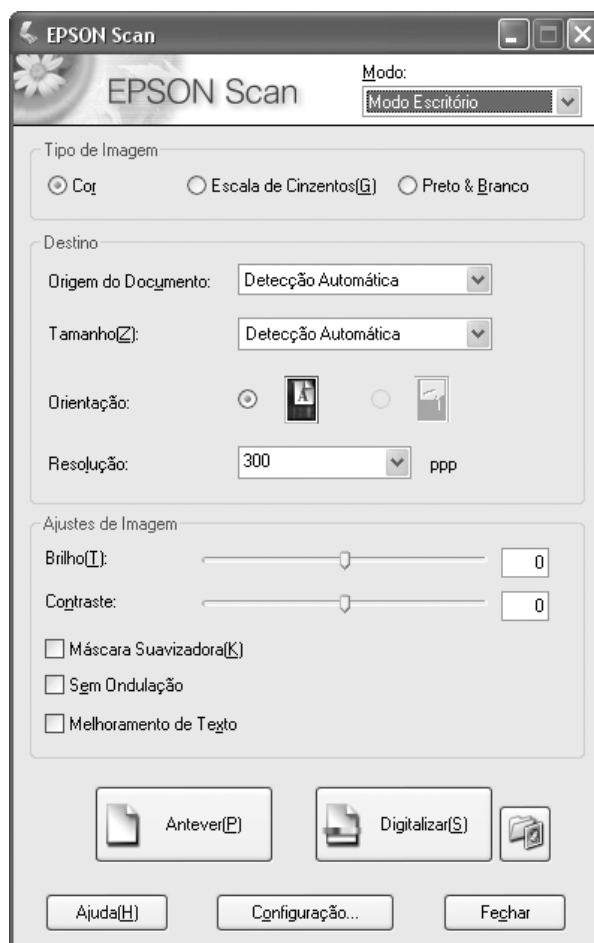 EPSON Scan
EPSON Scan
Modo:
Modo Escritório
Tipo de Imagem
Cor
Escala de Cinzentos(G)
Preto & Branco
Destino
Origem do Documento:
Detecção Automática
Tamanho(Z):
Detecção Automática
Orientação:
A
Resolução:
300
ppp
Ajustes de Imagem
Brilho(T):
0
Contraste:
0
Máscara Suavizadora(K)
Sem Ondulação
Melhoramento de Texto
Antever(P)
Digitalizar(S)
Ajuda(H)
Configuração...
Fechar